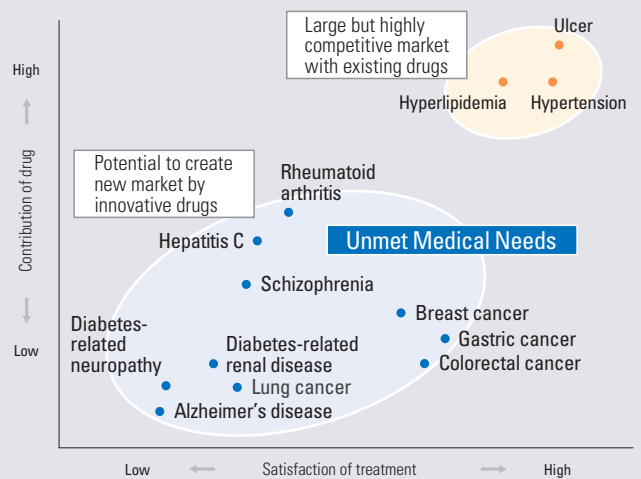 Large but highly
competitive market
with existing drugs
Ulcer
High
Hyperlipidemia
Hypertension
Contribution of drug
Potential to create
new market by
innovative drugs
Rheumatoid
arthritis
Hepatitis C
Unmet Medical Needs
Schizophrenia
Breast cancer
Diabetes-
related
neuropathy
Diabetes-related
renal disease
Gastric cancer
Low
Colorectal cancer
Lung cancer
Alzheimer's disease
Low
Satisfaction of treatment
High